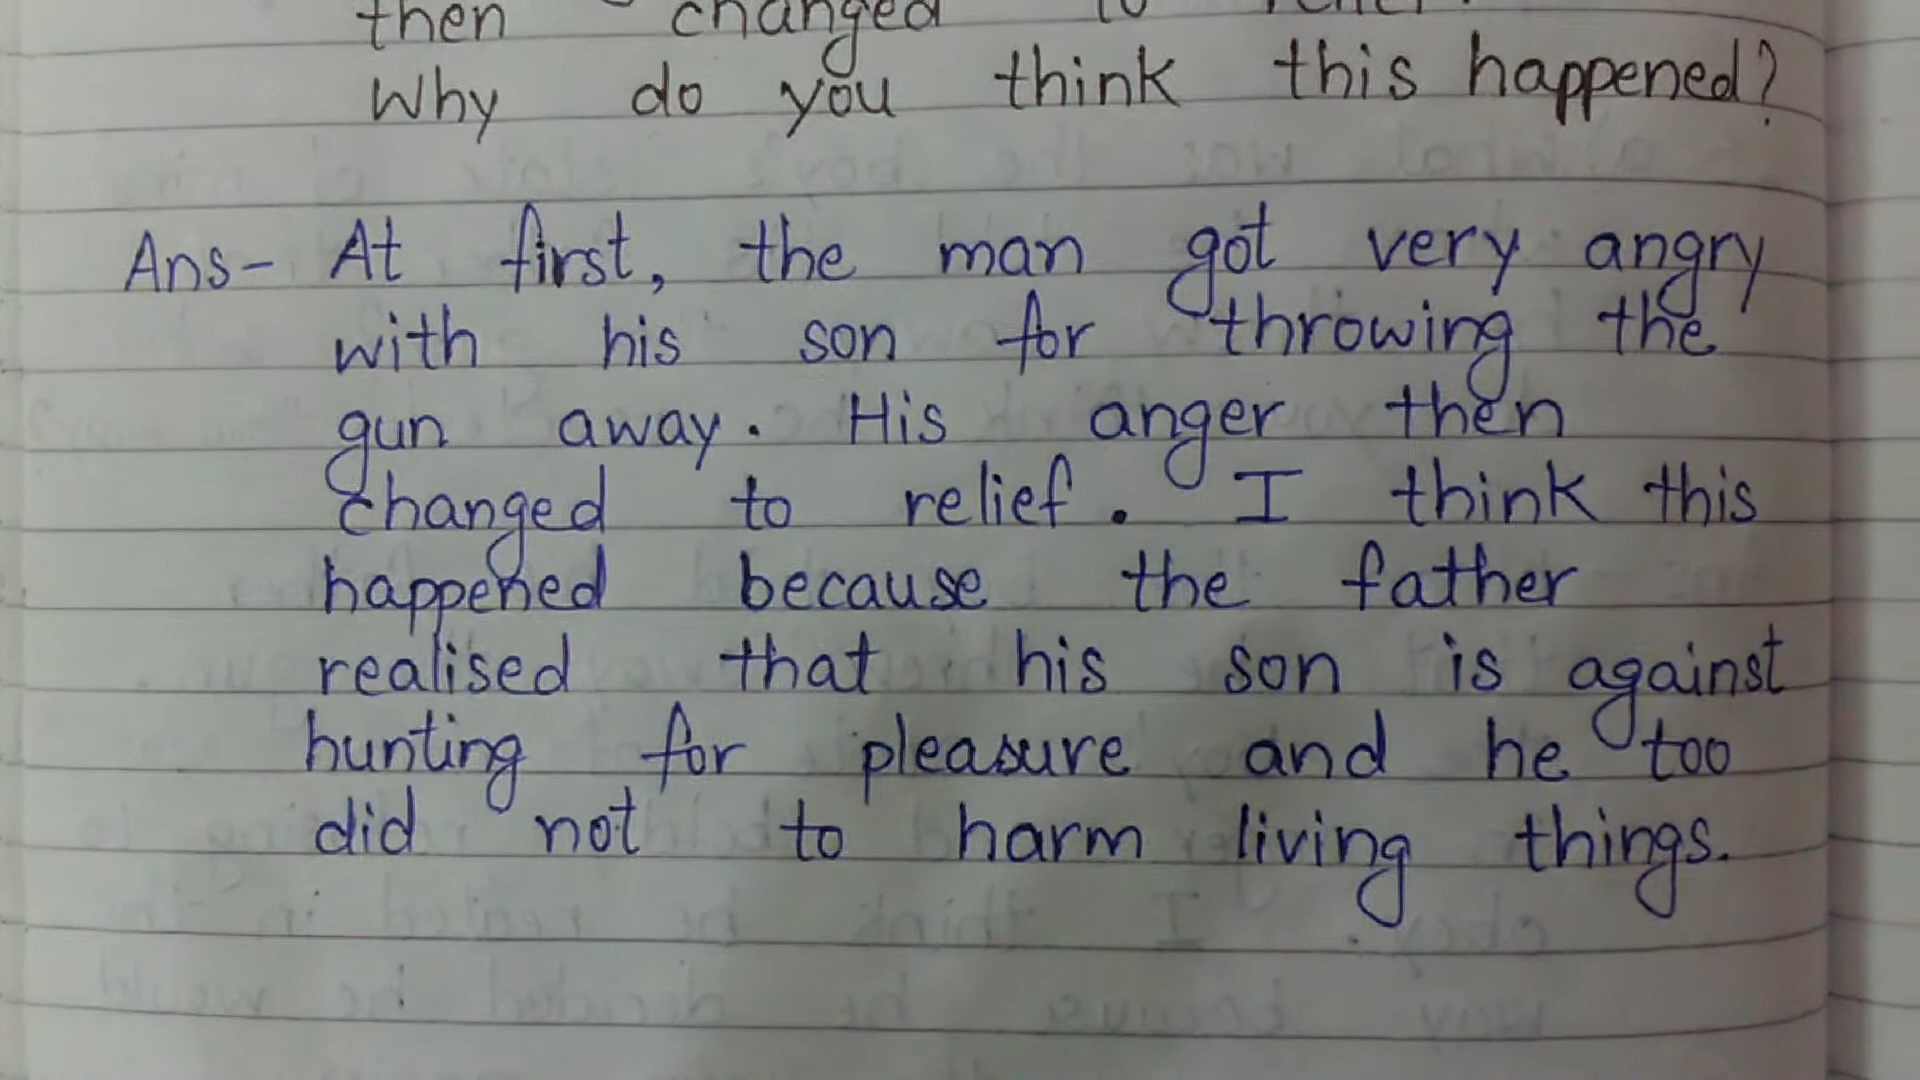 then changed to relief.
Why do you think this happened?
Ans- At first, the man got very angry
with his son for throwing the
gun away. His anger then
changed to relief. I think this
happened because the father
realised that his son is against
hunting for pleasure and he too
did not to harm living things.